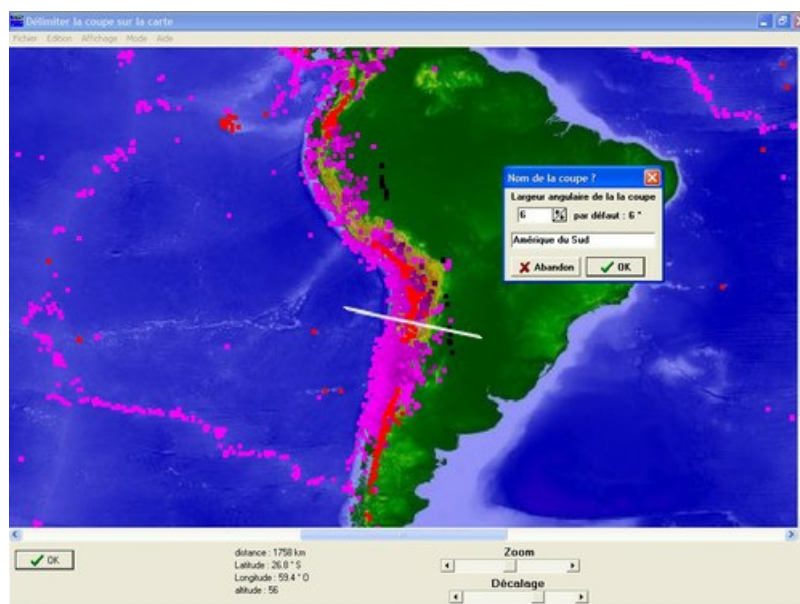 Délimiter la coupe sur la carte
Fichier Edition Affichage Mode Aide
Nom de la coupe ?
Largeur angulaire de la la coupe
6 par défaut : 6 °
Amérique du Sud
Abandon OK
OK
distance : 1758 km
Latitude : 26.8 ° S
Longitude : 59.4 ° O
altitude : 56
Zoom
Décalage